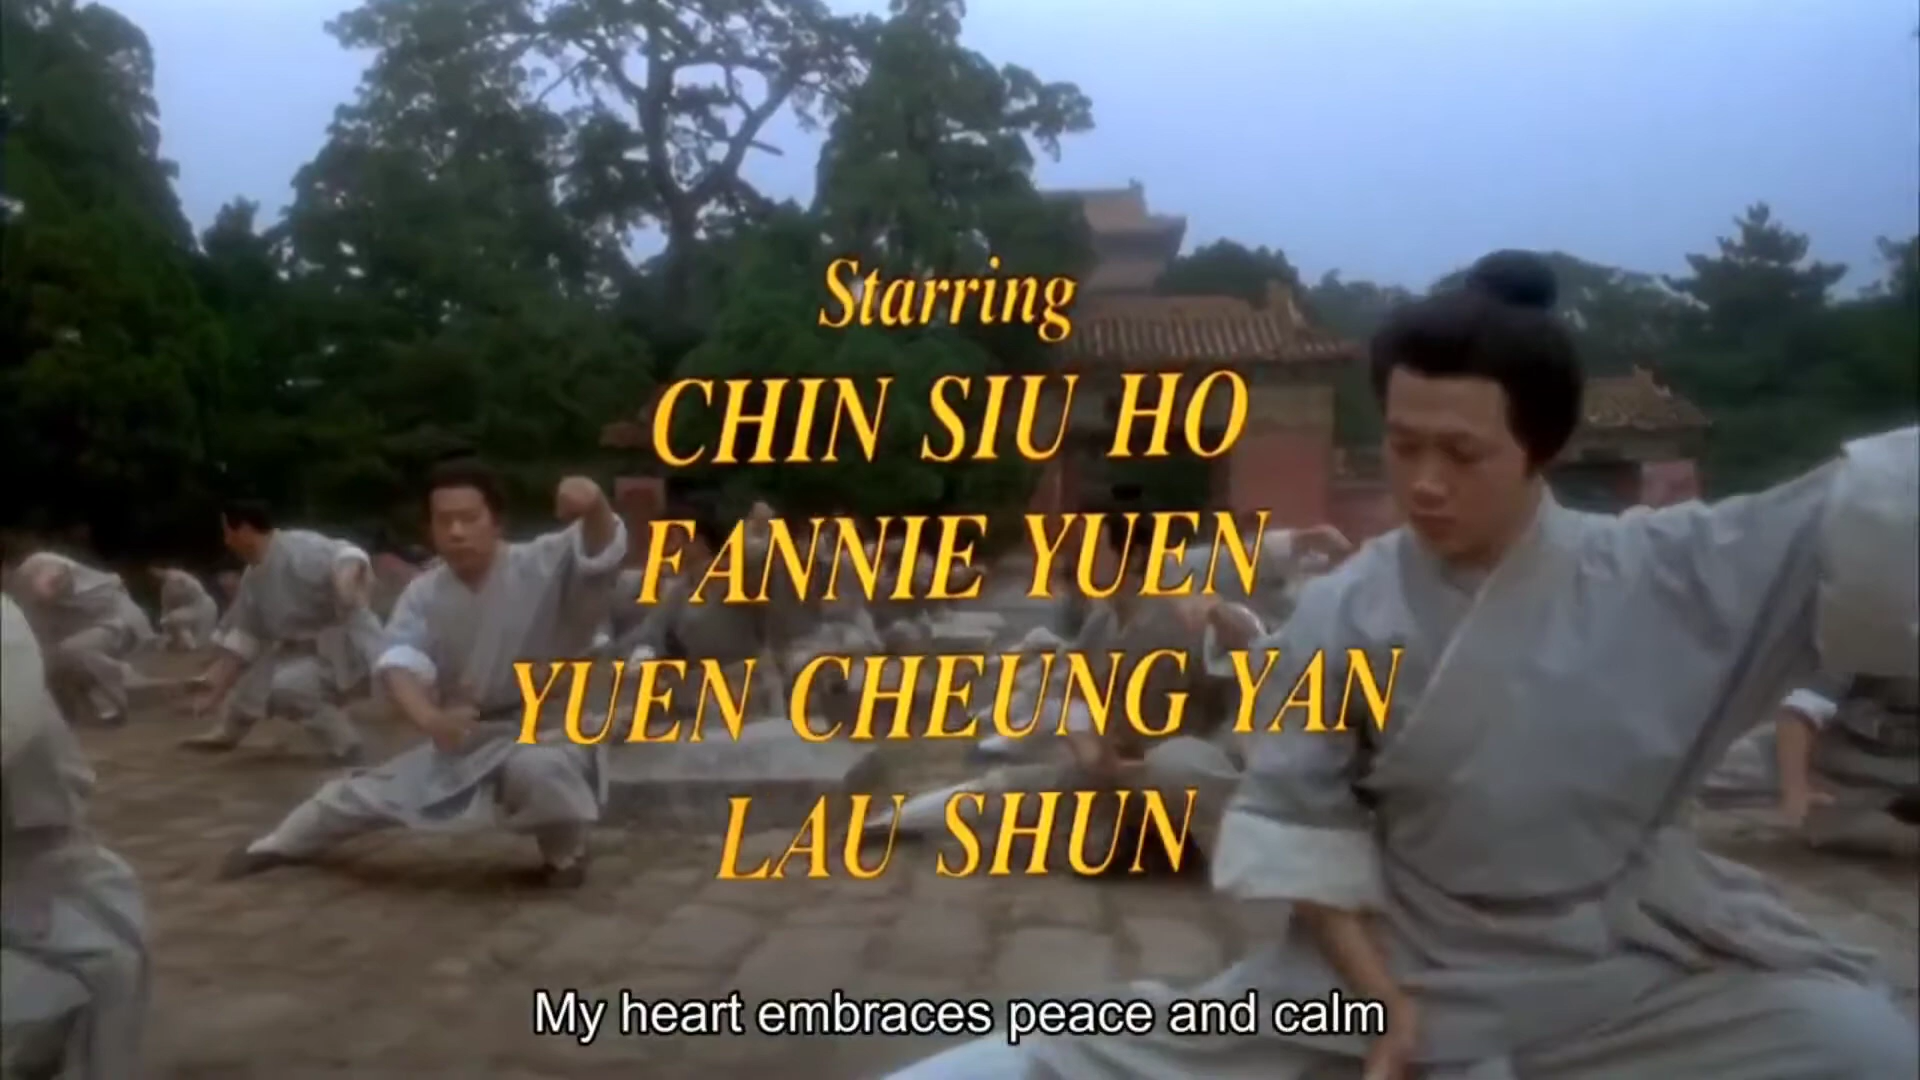 Starring
CHIN SIU HO
FANNIE YUEN
YUEN CHEUNG YAN
LAU SHUN
My heart embraces peace and calm